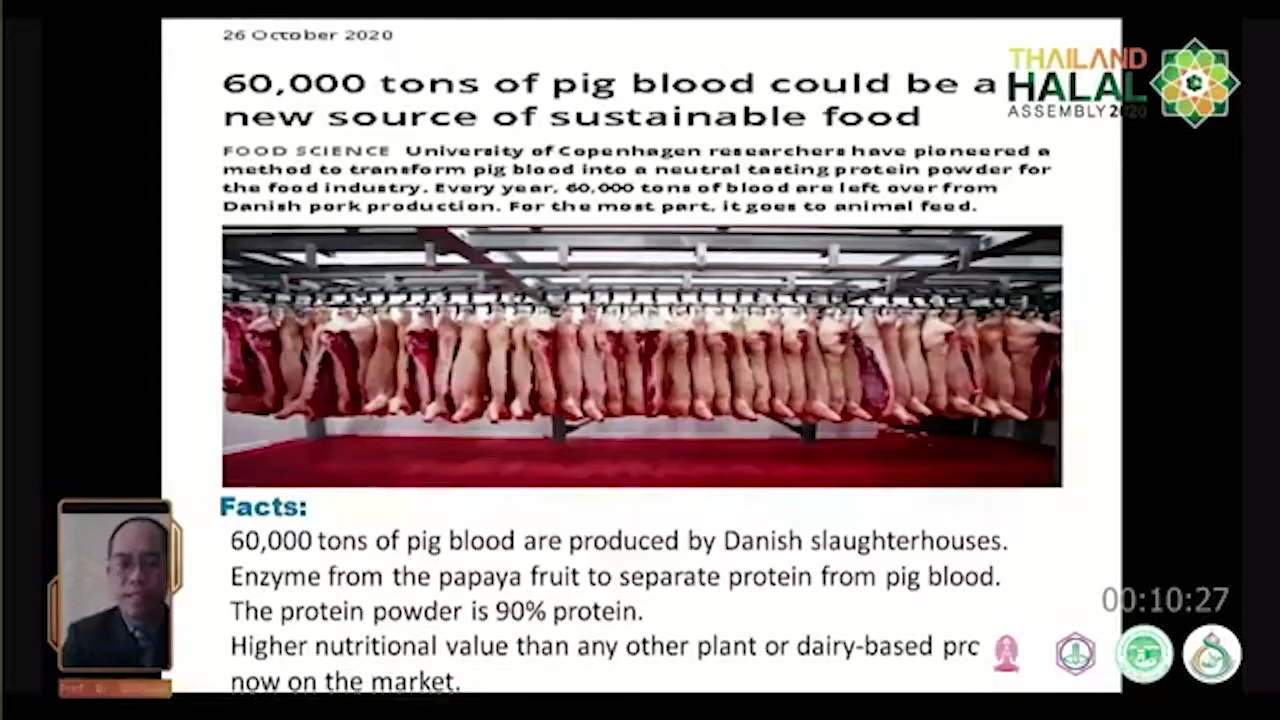 26 October 2020
60,000 tons of pig blood could be a
new source of sustainable food
FOOD SCIENCE University of Copenhagen researchers have pioneered a
method to transform pig blood into a neutral tasting protein powder for
the food industry. Every year, 60,000 tons of blood are left over from
Danish pork production. For the most part, it goes to animal feed.
THAILAND
HALAL
ASSEMBLY 2020
Facts:
60,000 tons of pig blood are produced by Danish slaughterhouses.
Enzyme from the papaya fruit to separate protein from pig blood.
The protein powder is 90% protein.
Higher nutritional value than any other plant or dairy-based prc
now on the market.
00:10:27